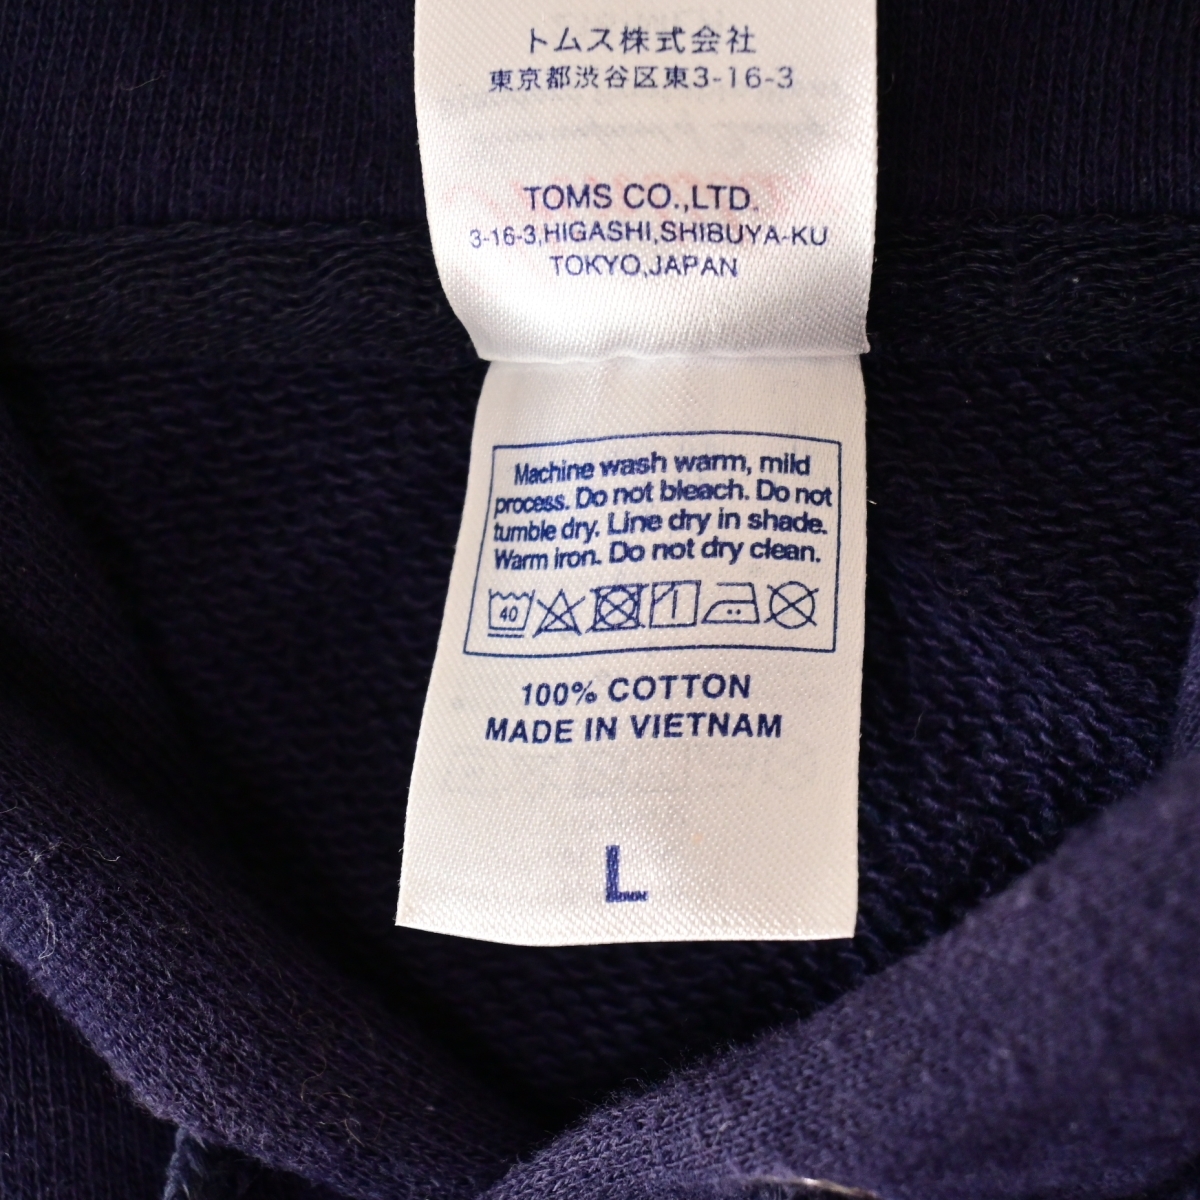 トムス株式会社
東京都渋谷区東3-16-3
TOMS CO.,LTD.
3-16-3,HIGASHI,SHIBUYA-KU
TOKYO,JAPAN
Machine wash warm, mild
process. Do not bleach. Do not
tumble dry. Line dry in shade.
Warm iron. Do not dry clean.
40
100% COTTON
MADE IN VIETNAM
L